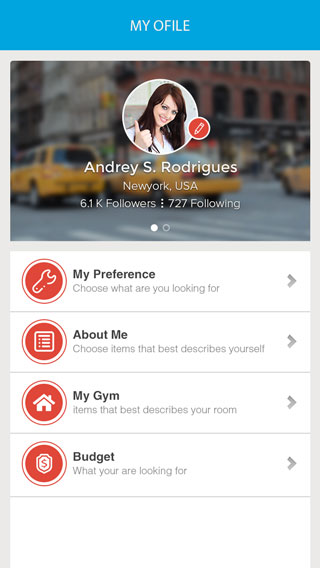 MY OFILE
Andrey S. Rodrigues
Newyork, USA
6.1 K Followers 727 Following
My Preference
Choose what are you looking for
About Me
Choose items that best describes yourself
My Gym
items that best describes your room
Budget
What your are looking for